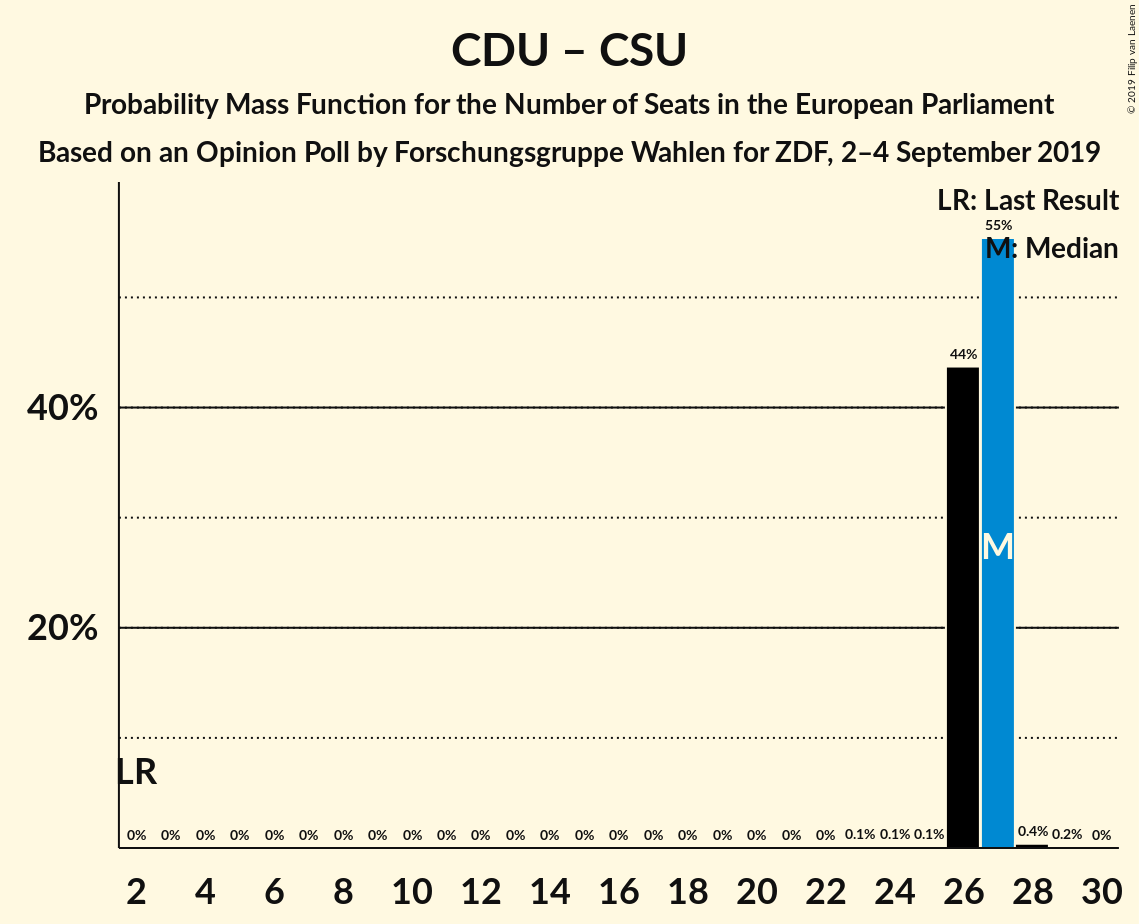 CDU – CSU
Probability Mass Function for the Number of Seats in the European Parliament
Based on an Opinion Poll by Forschungsgruppe Wahlen for ZDF, 2–4 September 2019
© 2019 Filip van Laenen
LR: Last Result
55%
M: Median
44%
40%
M
20%
LR
0% 0% 0% 0% 0% 0% 0% 0% 0% 0% 0% 0% 0% 0% 0% 0% 0% 0% 0% 0% 0% 0.1% 0.1% 0.1% 0.4% 0.2% 0%
2 4 6 8 10 12 14 16 18 20 22 24 26 28 30